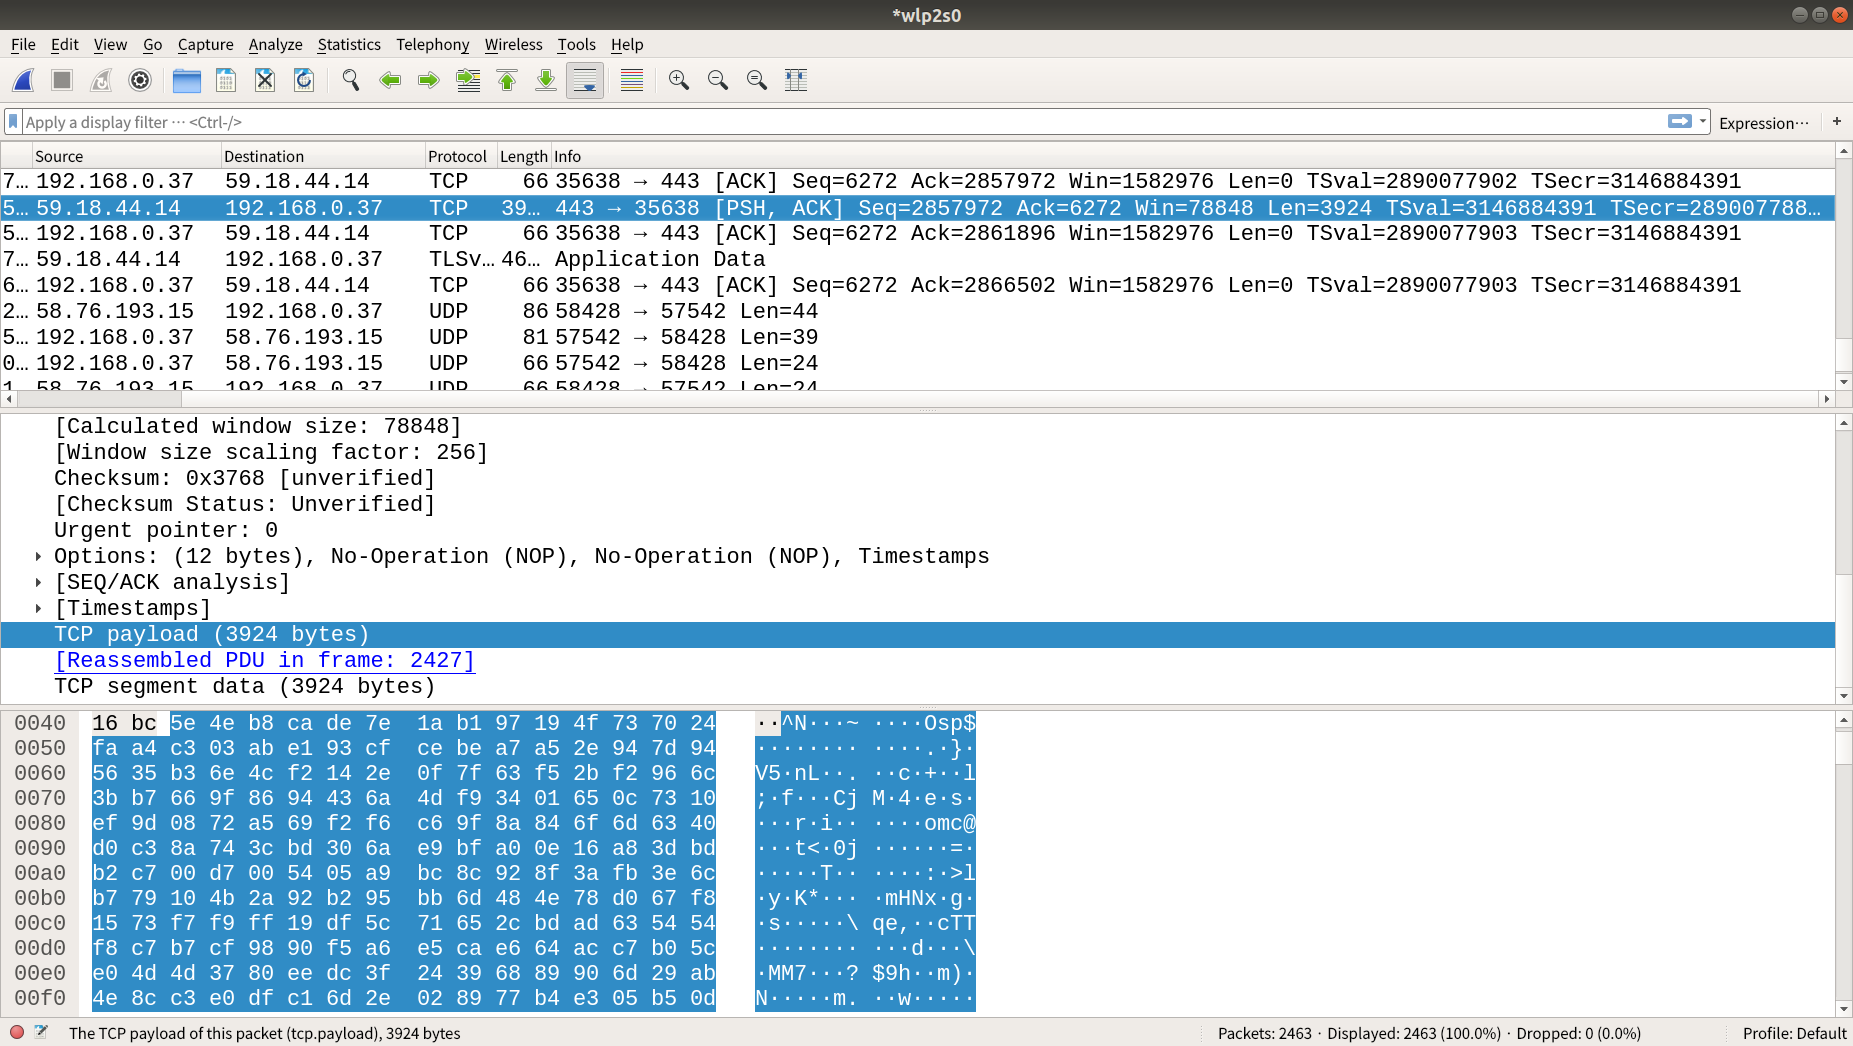 *wlp2s0
File Edit View Go Capture Analyze Statistics Telephony Wireless Tools Help
Apply a display filter ··· <Ctrl-/> Expression··· +
Source Destination Protocol Length Info
7… 192.168.0.37 59.18.44.14 TCP 66 35638 → 443 [ACK] Seq=6272 Ack=2857972 Win=1582976 Len=0 TSval=2890077902 TSecr=3146884391
5… 59.18.44.14 192.168.0.37 TCP 39… 443 → 35638 [PSH, ACK] Seq=2857972 Ack=6272 Win=78848 Len=3924 TSval=3146884391 TSecr=289007788…
5… 192.168.0.37 59.18.44.14 TCP 66 35638 → 443 [ACK] Seq=6272 Ack=2861896 Win=1582976 Len=0 TSval=2890077903 TSecr=3146884391
7… 59.18.44.14 192.168.0.37 TLSv… 46… Application Data
6… 192.168.0.37 59.18.44.14 TCP 66 35638 → 443 [ACK] Seq=6272 Ack=2866502 Win=1582976 Len=0 TSval=2890077903 TSecr=3146884391
2… 58.76.193.15 192.168.0.37 UDP 86 58428 → 57542 Len=44
5… 192.168.0.37 58.76.193.15 UDP 81 57542 → 58428 Len=39
0… 192.168.0.37 58.76.193.15 UDP 66 57542 → 58428 Len=24
1… 58.76.193.15 192.168.0.37 UDP 66 58428 → 57542 Len=24
[Calculated window size: 78848]
[Window size scaling factor: 256]
Checksum: 0x3768 [unverified]
[Checksum Status: Unverified]
Urgent pointer: 0
Options: (12 bytes), No-Operation (NOP), No-Operation (NOP), Timestamps
[SEQ/ACK analysis]
[Timestamps]
TCP payload (3924 bytes)
[Reassembled PDU in frame: 2427]
TCP segment data (3924 bytes)
0040 16 bc 5e 4e b8 ca de 7e 1a b1 97 19 4f 73 70 24 ··^N···~ ····Osp$
0050 fa a4 c3 03 ab e1 93 cf ce be a7 a5 2e 94 7d 94 ········ ····.·}·
0060 56 35 b3 6e 4c f2 14 2e 0f 7f 63 f5 2b f2 96 6c V5·nL··. ··c·+··l
0070 3b b7 66 9f 86 94 43 6a 4d f9 34 01 65 0c 73 10 ;·f···Cj M·4·e·s·
0080 ef 9d 08 72 a5 69 f2 f6 c6 9f 8a 84 6f 6d 63 40 ···r·i·· ····omc@
0090 d0 c3 8a 74 3c bd 30 6a e9 bf a0 0e 16 a8 3d bd ···t<·0j ······=·
00a0 b2 c7 00 d7 00 54 05 a9 bc 8c 92 8f 3a fb 3e 6c ·····T·· ····:·>l
00b0 b7 79 10 4b 2a 92 b2 95 bb 6d 48 4e 78 d0 67 f8 ·y·K*··· ·mHNx·g·
00c0 15 73 f7 f9 ff 19 df 5c 71 65 2c bd ad 63 54 54 ·s·····\ qe,··cTT
00d0 f8 c7 b7 cf 98 90 f5 a6 e5 ca e6 64 ac c7 b0 5c ········ ···d···\
00e0 e0 4d 4d 37 80 ee dc 3f 24 39 68 89 90 6d 29 ab ·MM7···? $9h··m)·
00f0 4e 8c c3 e0 df c1 6d 2e 02 89 77 b4 e3 05 b5 0d N·····m. ··w·····
The TCP payload of this packet (tcp.payload), 3924 bytes Packets: 2463 · Displayed: 2463 (100.0%) · Dropped: 0 (0.0%) Profile: Default